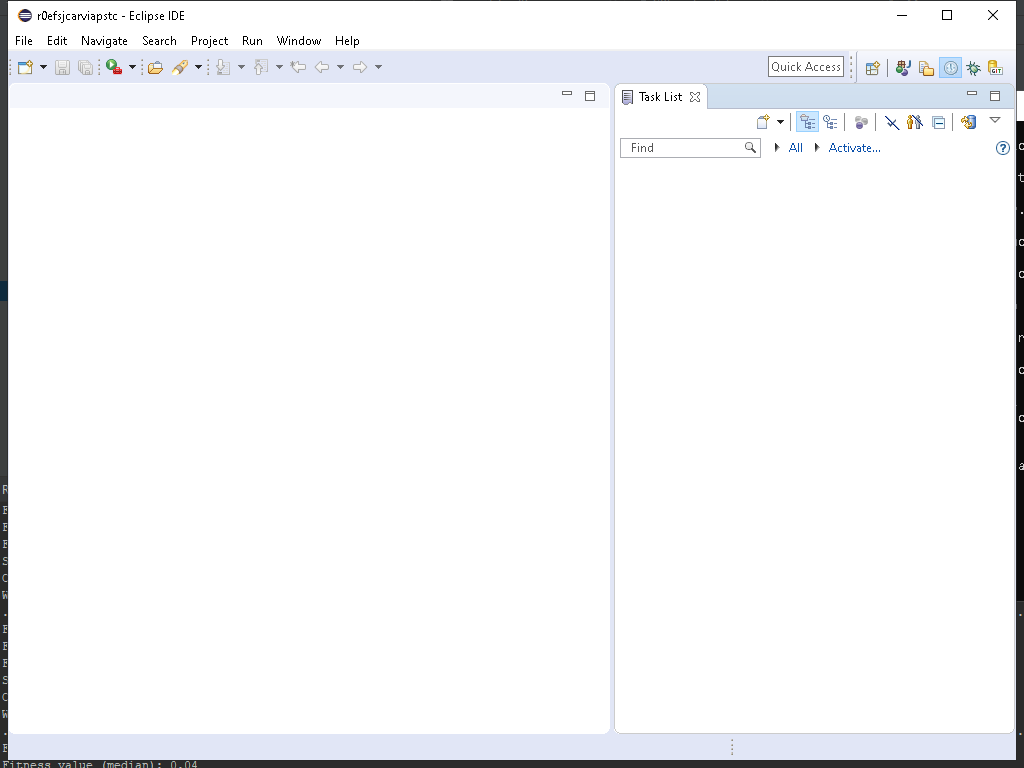 r0efsjcarviapstc - Eclipse IDE
File Edit Navigate Search Project Run Window Help
Quick Access
GIT
Task List
Find All Activate...
Fitness value (median): 0.04